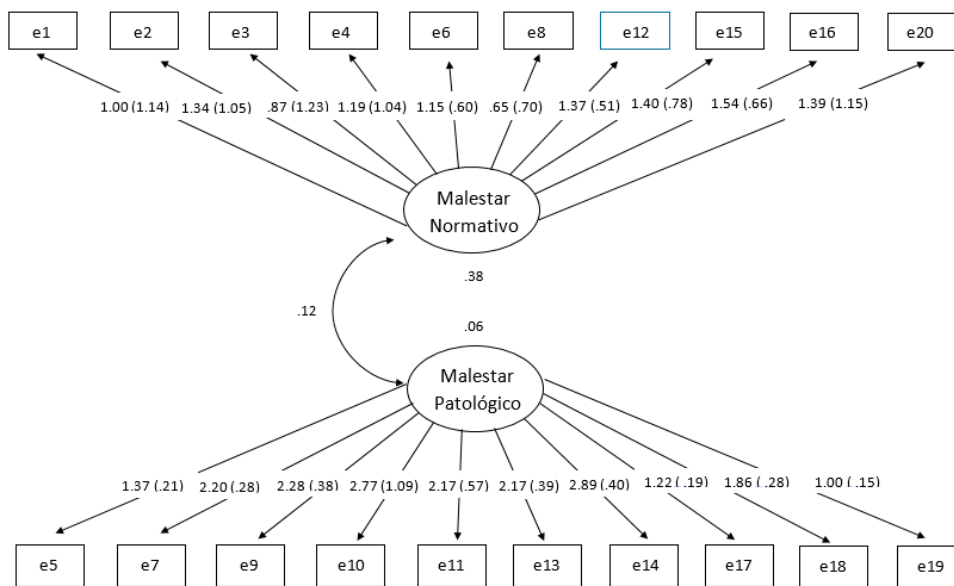 e1 e2 e3 e4 e6 e8 e12 e15 e16 e20
1.00 (1.14) 1.34 (1.05) .87 (1.23) 1.19 (1.04) 1.15 (.60) .65 (.70) 1.37 (.51) 1.40 (.78) 1.54 (.66) 1.39 (1.15)
Malestar
Normativo
.38
.12
.06
Malestar
Patológico
1.37 (.21) 2.20 (.28) 2.28 (.38) 2.77 (1.09) 2.17 (.57) 2.17 (.39) 2.89 (.40) 1.22 (.19) 1.86 (.28) 1.00 (.15)
e5 e7 e9 e10 e11 e13 e14 e17 e18 e19